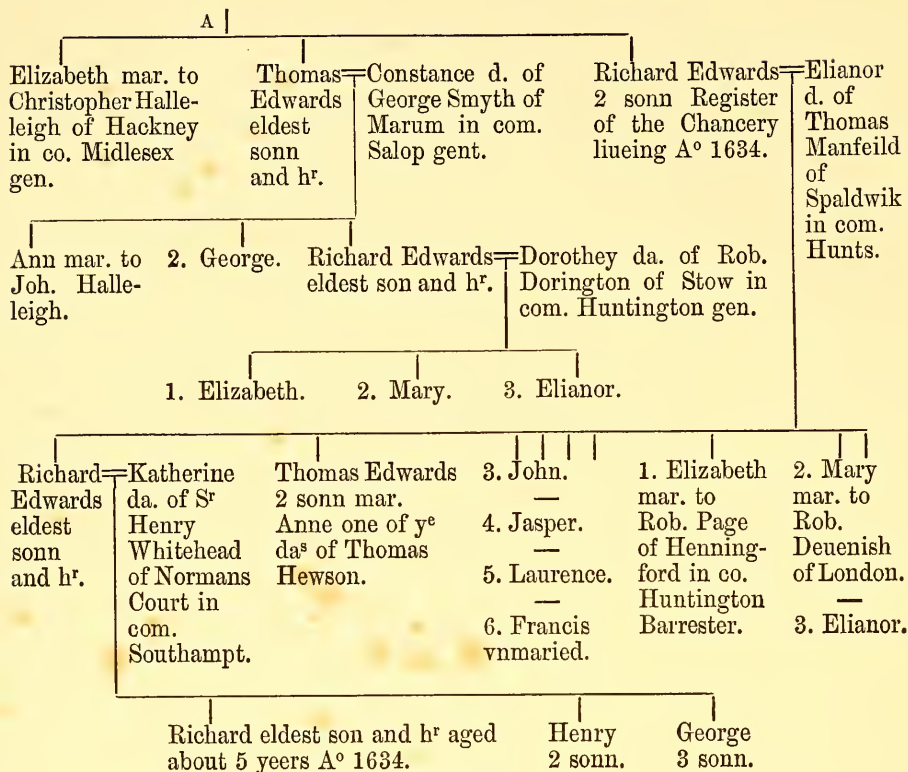 A
Elizabeth mar. to
Christopher Halle-
leigh of Hackney
in co. Midlesex
gen.
Thomas
Edwards
eldest
sonn
and hʳ.
Constance d. of
George Smyth of
Marum in com.
Salop gent.
Richard Edwards
2 sonn Register
of the Chancery
liueing Aº 1634.
Elianor
d. of
Thomas
Manfeild
of
Spaldwik
in com.
Hunts.
Ann mar. to
Joh. Halle-
leigh.
2. George.
Richard Edwards
eldest son and hʳ.
Dorothey da. of Rob.
Dorington of Stow in
com. Huntington gen.
1. Elizabeth.
2. Mary.
3. Elianor.
Richard
Edwards
eldest
sonn
and hʳ.
Katherine
da. of Sʳ
Henry
Whitehead
of Normans
Court in
com.
Southampt.
Thomas Edwards
2 sonn mar.
Anne one of yᵉ
daˢ of Thomas
Hewson.
3. John.
—
4. Jasper.
—
5. Laurence.
—
6. Francis
vnmaried.
1. Elizabeth
mar. to
Rob. Page
of Henning-
ford in co.
Huntington
Barrester.
2. Mary
mar. to
Rob.
Deuenish
of London.
—
3. Elianor.
Richard eldest son and hʳ aged
about 5 yeers Aº 1634.
Henry
2 sonn.
George
3 sonn.